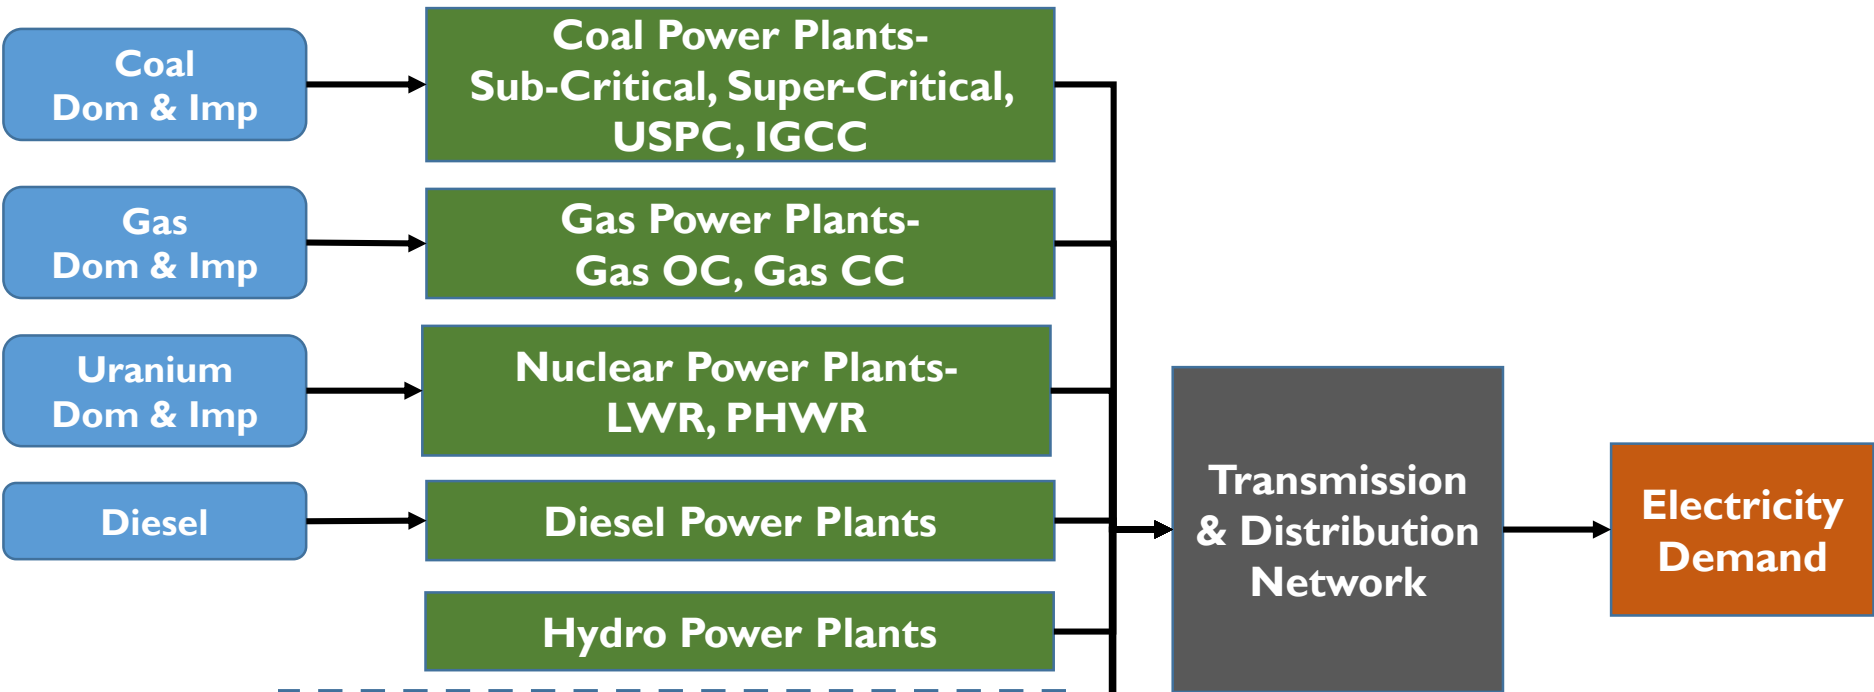 Coal
Dom & Imp
Coal Power Plants-
Sub-Critical, Super-Critical,
USPC, IGCC
Gas
Dom & Imp
Gas Power Plants-
Gas OC, Gas CC
Uranium
Dom & Imp
Nuclear Power Plants-
LWR, PHWR
Diesel
Diesel Power Plants
Hydro Power Plants
Transmission
& Distribution
Network
Electricity
Demand